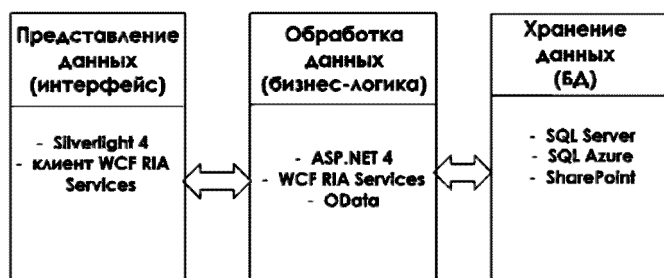 Представление
данных
(интерфейс)
- Silverlight 4
- клиент WCF RIA
Services
Обработка
данных
(бизнес-логика)
- ASP.NET 4
- WCF RIA Services
- OData
Хранение
данных
(БД)
- SQL Server
- SQL Azure
- SharePoint